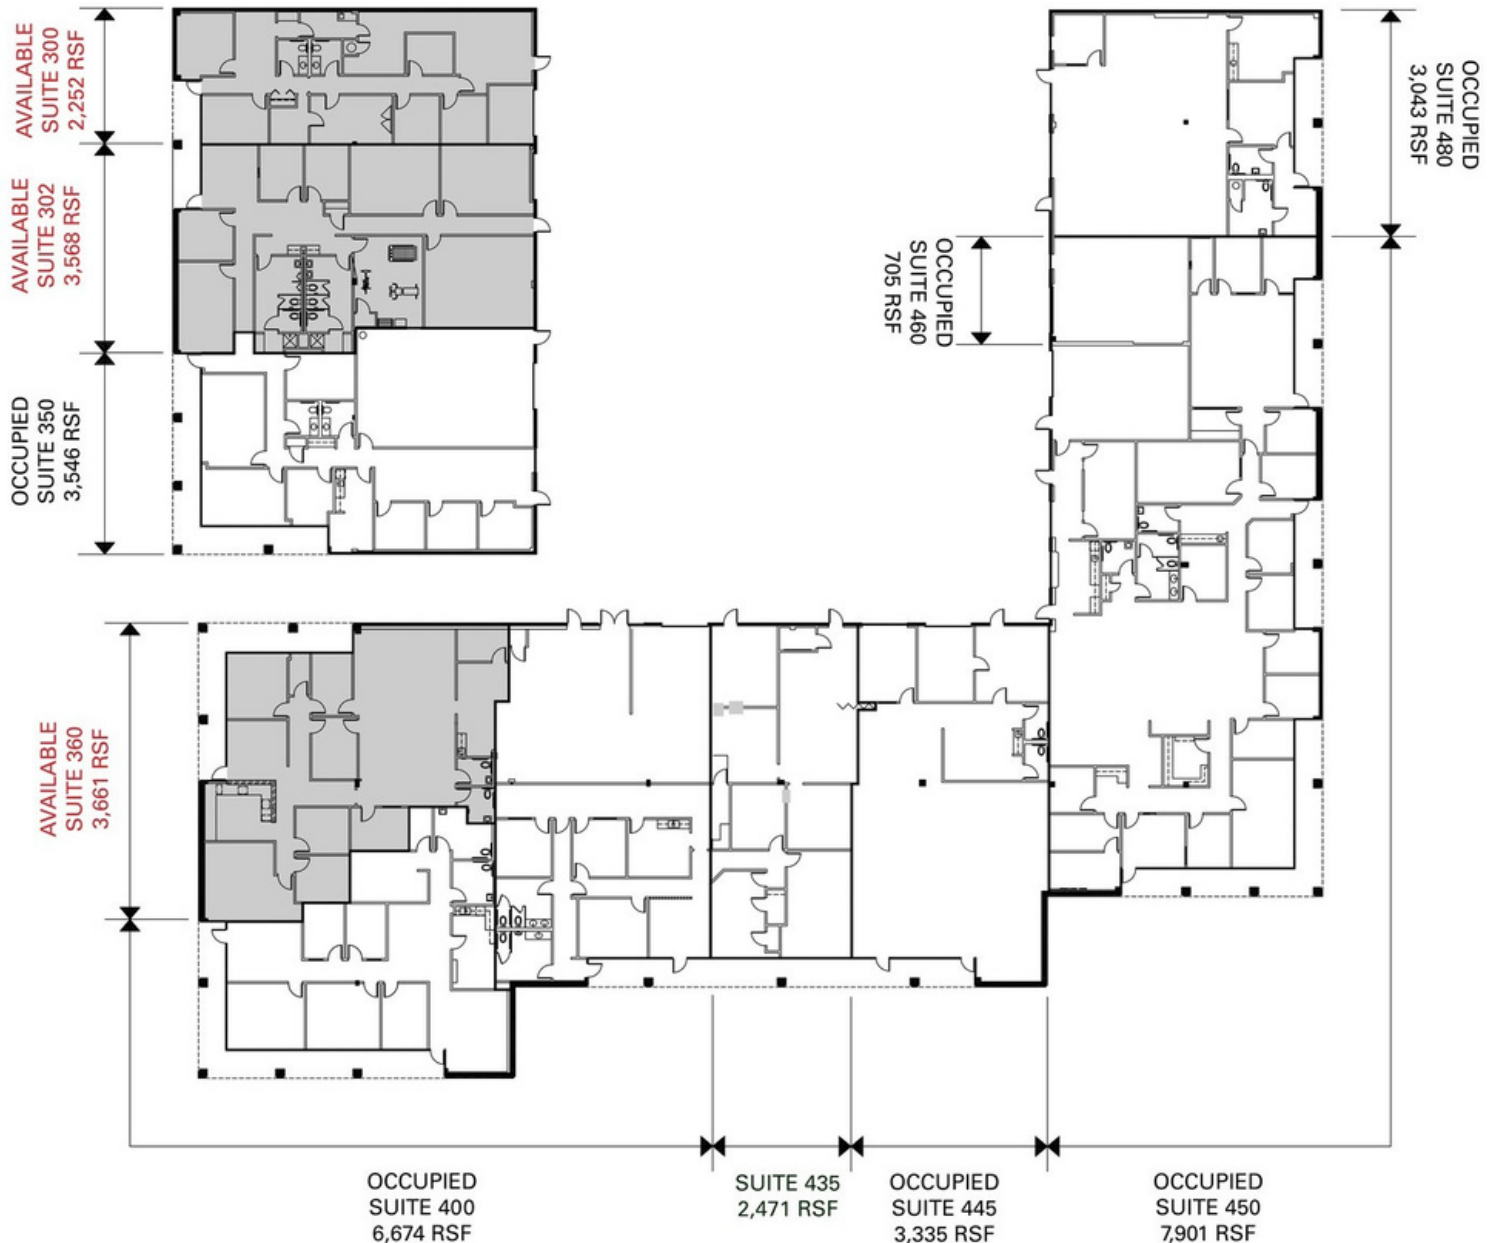 AVAILABLE
SUITE 300
2,252 RSF
AVAILABLE
SUITE 302
3,568 RSF
OCCUPIED
SUITE 350
3,546 RSF
OCCUPIED
SUITE 480
3,043 RSF
OCCUPIED
SUITE 460
705 RSF
AVAILABLE
SUITE 360
3,661 RSF
OCCUPIED
SUITE 400
6,674 RSF
SUITE 435
2,471 RSF
OCCUPIED
SUITE 445
3,335 RSF
OCCUPIED
SUITE 450
7,901 RSF